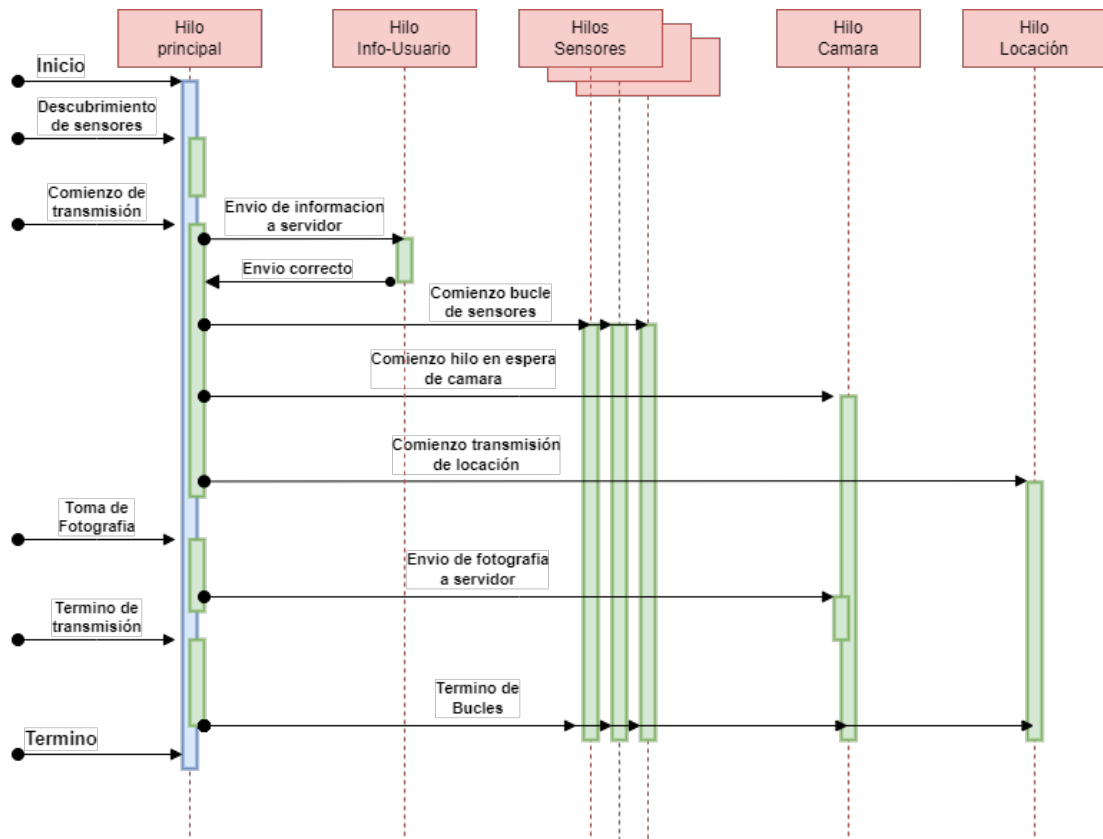 Hilo
principal
Hilo
Info-Usuario
Hilos
Sensores
Hilo
Camara
Hilo
Locación
Inicio
Descubrimiento
de sensores
Comienzo de
transmisión
Envio de informacion
a servidor
Envio correcto
Comienzo bucle
de sensores
Comienzo hilo en espera
de camara
Comienzo transmisión
de locación
Toma de
Fotografia
Envio de fotografia
a servidor
Termino de
transmisión
Termino de
Bucles
Termino